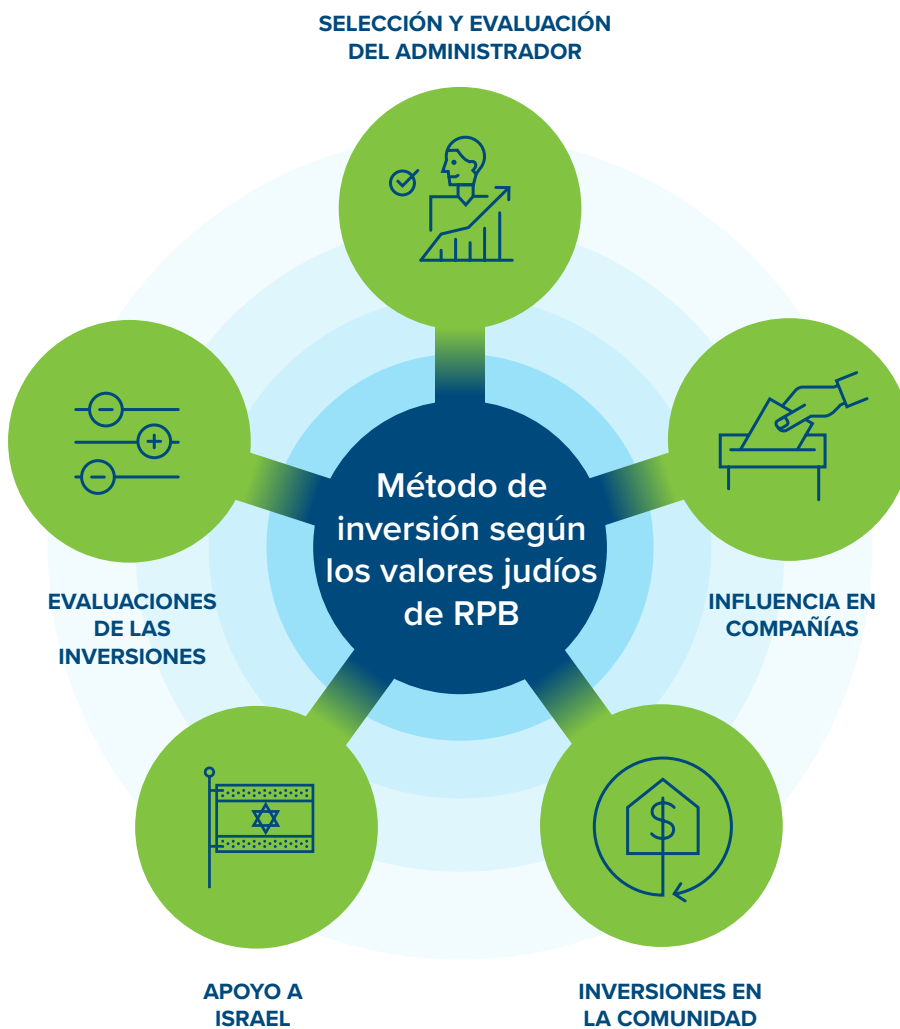 SELECCIÓN Y EVALUACIÓN
DEL ADMINISTRADOR
Método de
inversión según
los valores judíos
de RPB
EVALUACIONES
DE LAS
INVERSIONES
INFLUENCIA EN
COMPAÑÍAS
$
APOYO A
ISRAEL
INVERSIONES EN
LA COMUNIDAD